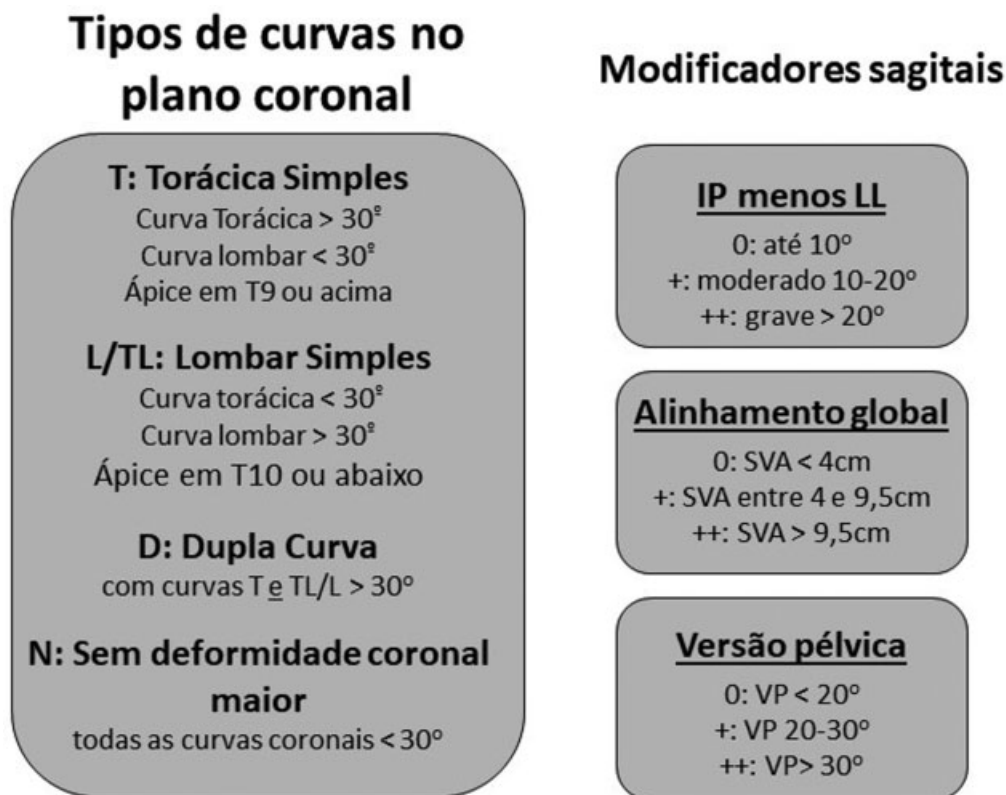 Tipos de curvas no
plano coronal
T: Torácica Simples
Curva Torácica > 30º
Curva lombar < 30º
Ápice em T9 ou acima
L/TL: Lombar Simples
Curva torácica < 30º
Curva lombar > 30º
Ápice em T10 ou abaixo
D: Dupla Curva
com curvas T e TL/L > 30º
N: Sem deformidade coronal
maior
todas as curvas coronais < 30º
Modificadores sagitais
IP menos LL
0: até 10º
+: moderado 10-20º
++: grave > 20º
Alinhamento global
0: SVA < 4cm
+: SVA entre 4 e 9,5cm
++: SVA > 9,5cm
Versão pélvica
0: VP < 20º
+: VP 20-30º
++: VP> 30º